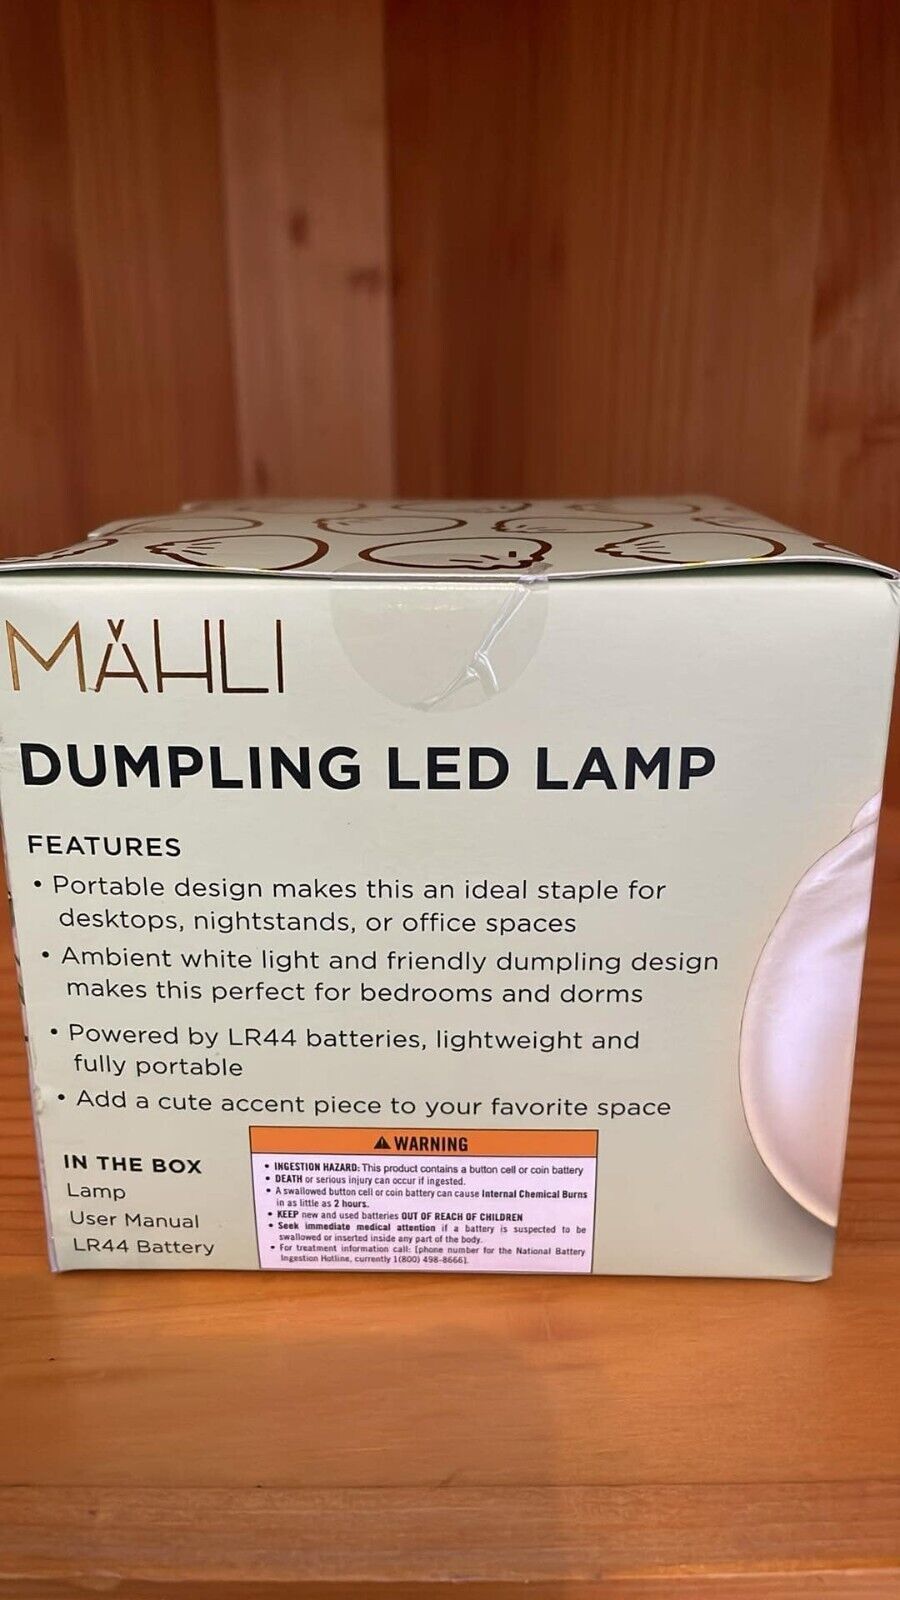 MÄHLI
DUMPLING LED LAMP
FEATURES
• Portable design makes this an ideal staple for
desktops, nightstands, or office spaces
• Ambient white light and friendly dumpling design
makes this perfect for bedrooms and dorms
• Powered by LR44 batteries, lightweight and
fully portable
• Add a cute accent piece to your favorite space
IN THE BOX
Lamp
User Manual
LR44 Battery
⚠ WARNING
• INGESTION HAZARD: This product contains a button cell or coin battery
• DEATH or serious injury can occur if ingested.
• A swallowed button cell or coin battery can cause Internal Chemical Burns
in as little as 2 hours.
• KEEP new and used batteries OUT OF REACH OF CHILDREN
• Seek immediate medical attention if a battery is suspected to be
swallowed or inserted inside any part of the body.
• For treatment information call: [phone number for the National Battery
Ingestion Hotline, currently 1(800) 498-8666].